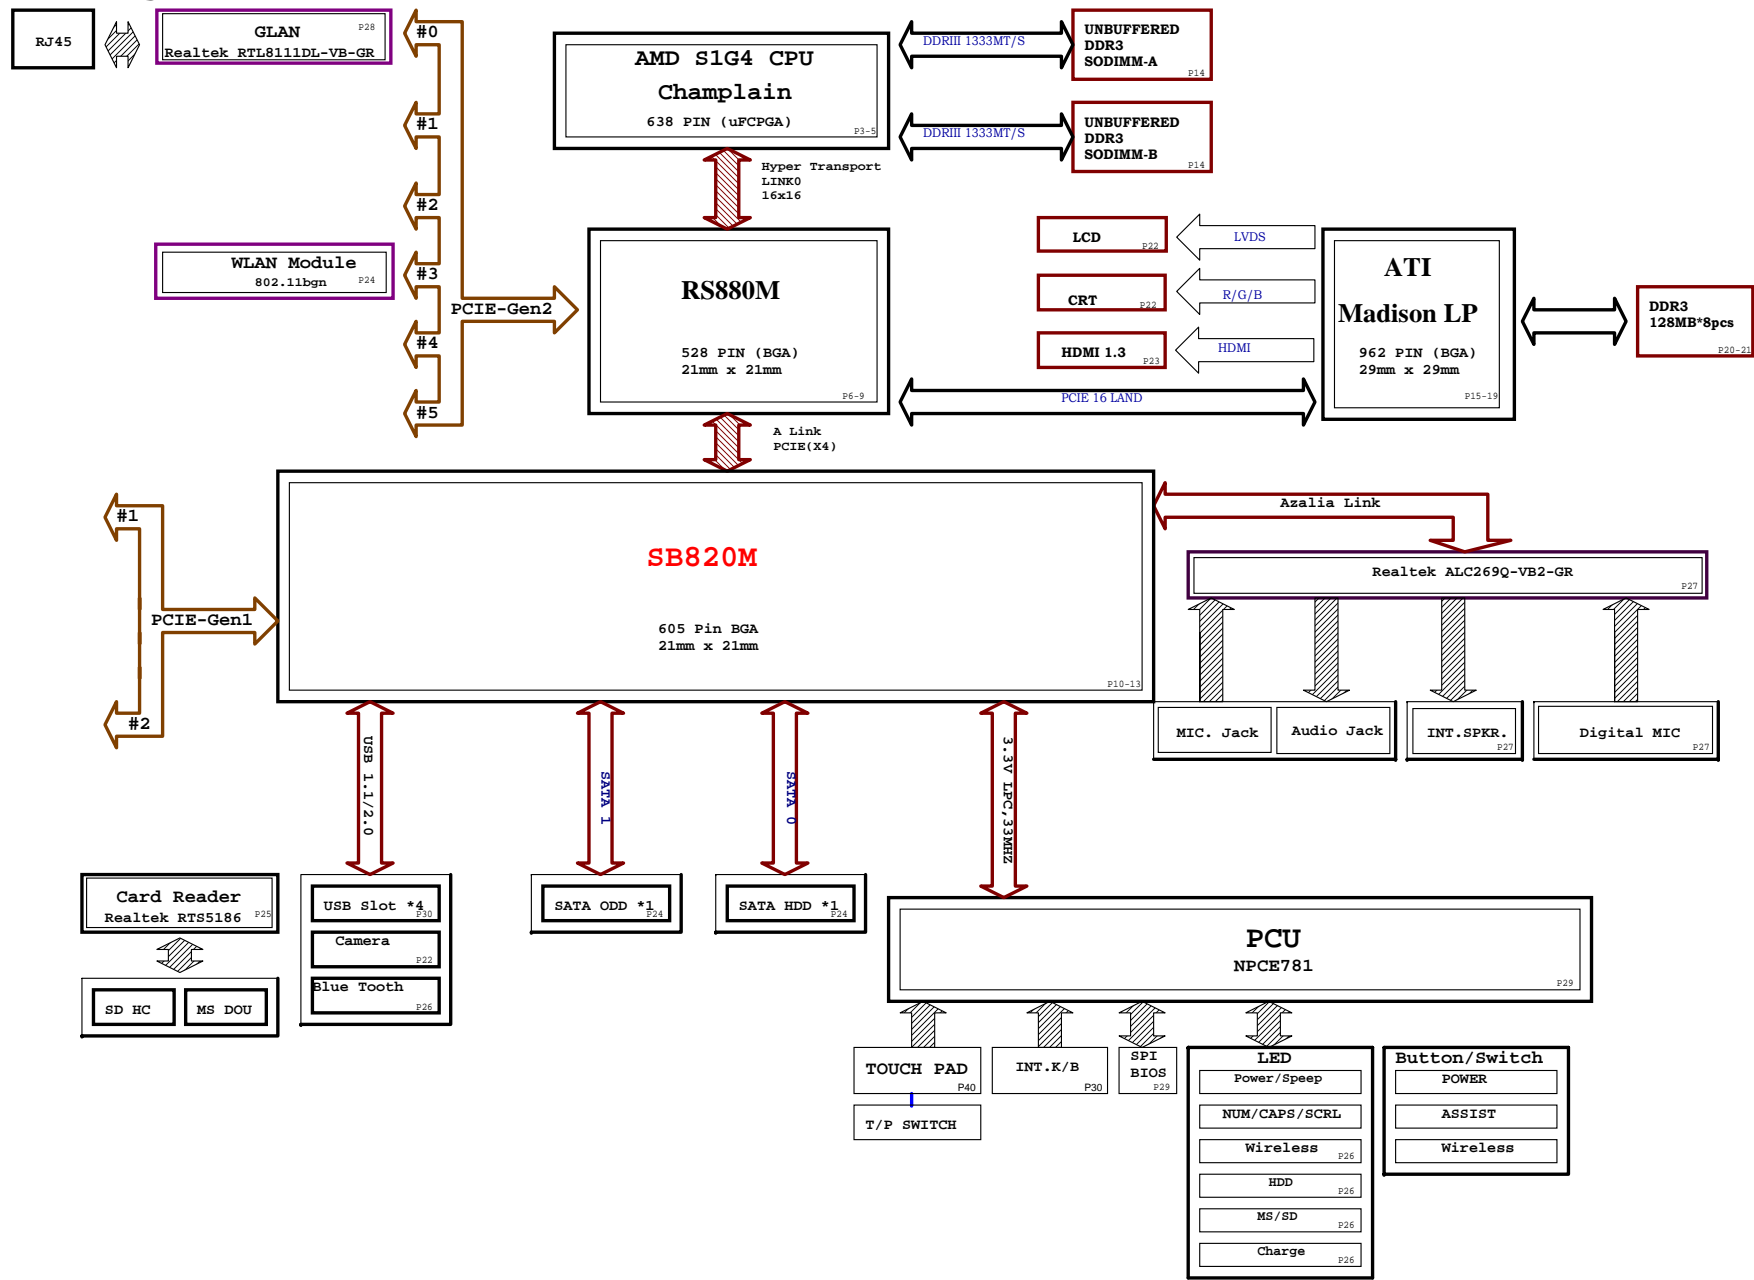 RJ45
GLAN
P28
Realtek RTL8111DL-VB-GR
#0
#1
#2
#3
#4
#5
WLAN Module
802.11bgn
P24
PCIE-Gen2
AMD S1G4 CPU
Champlain
638 PIN (uFCPGA)
P3-5
DDRIII 1333MT/S
UNBUFFERED
DDR3
SODIMM-A
P14
DDRIII 1333MT/S
UNBUFFERED
DDR3
SODIMM-B
P14
Hyper Transport
LINK0
16x16
RS880M
528 PIN (BGA)
21mm x 21mm
P6-9
LCD
P22
LVDS
CRT
P22
R/G/B
HDMI 1.3
P23
HDMI
ATI
Madison LP
962 PIN (BGA)
29mm x 29mm
P15-19
DDR3
128MB*8pcs
P20-21
PCIE 16 LAND
A Link
PCIE(X4)
#1
PCIE-Gen1
#2
SB820M
605 Pin BGA
21mm x 21mm
P10-13
Azalia Link
Realtek ALC269Q-VB2-GR
P27
MIC. Jack
Audio Jack
INT.SPKR.
P27
Digital MIC
P27
USB 1.1/2.0
SATA 1
SATA 0
3.3V LPC,33MHZ
Card Reader
Realtek RTS5186
P25
SD HC
MS DOU
USB Slot *4
P30
Camera
P22
Blue Tooth
P26
SATA ODD *1
P24
SATA HDD *1
P24
PCU
NPCE781
P29
TOUCH PAD
P40
T/P SWITCH
INT.K/B
P30
SPI
BIOS
P29
LED
Power/Speep
NUM/CAPS/SCRL
Wireless
P26
HDD
P26
MS/SD
P26
Charge
P26
Button/Switch
POWER
ASSIST
Wireless